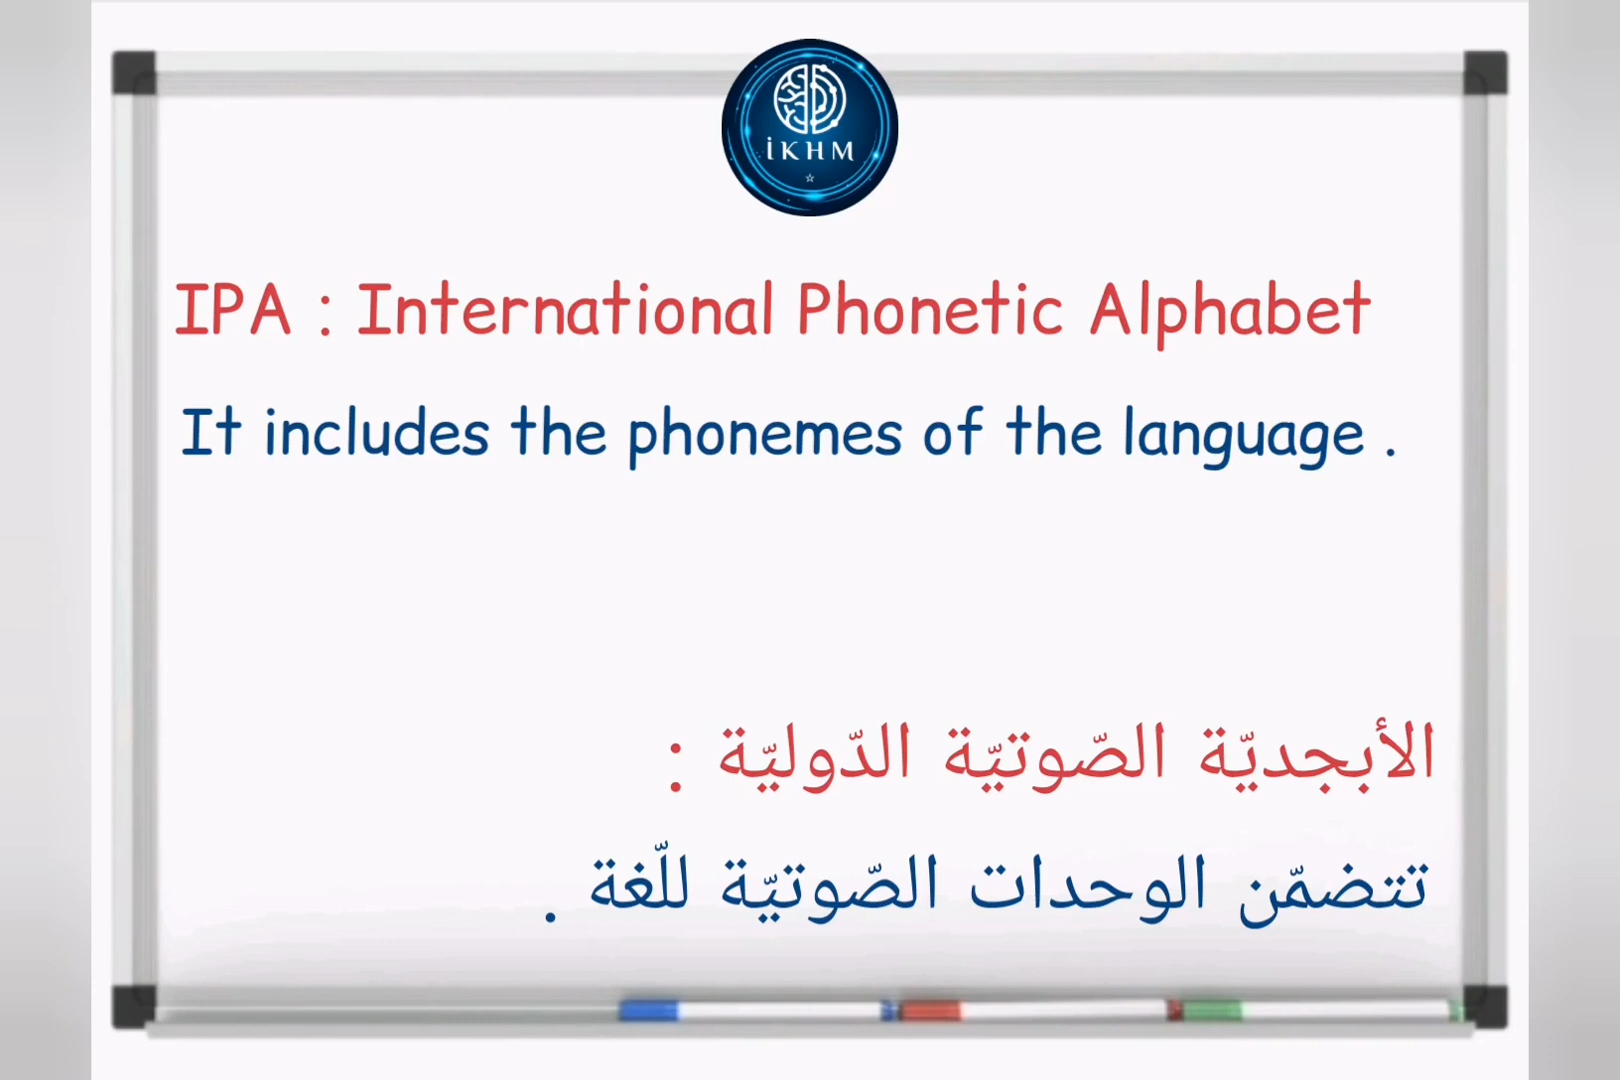 İKHM
IPA : International Phonetic Alphabet
It includes the phonemes of the language .
الأبجديّة الصّوتيّة الدّوليّة :
تتضمّن الوحدات الصّوتيّة للّغة .